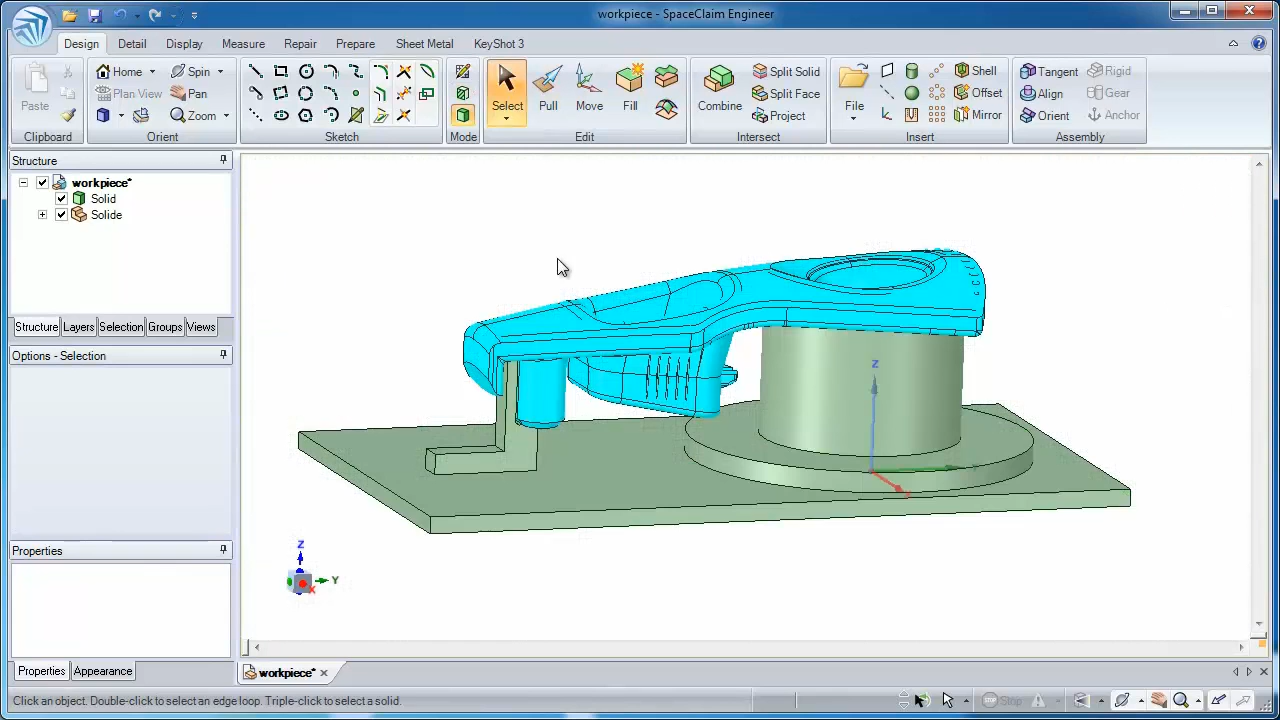 workpiece - SpaceClaim Engineer
Design Detail Display Measure Repair Prepare Sheet Metal KeyShot 3
Home Spin Split Solid Shell Tangent Rigid
Paste Plan View Pan Select Pull Move Fill Combine Split Face File Offset Align Gear
Zoom Project Mirror Orient Anchor
Clipboard Orient Sketch Mode Edit Intersect Insert Assembly
Structure
workpiece*
Solid
Solide
Structure Layers Selection Groups Views
Options - Selection
Properties
Properties Appearance
Z
Z
Y
X
workpiece*
Click an object. Double-click to select an edge loop. Triple-click to select a solid.
Stop